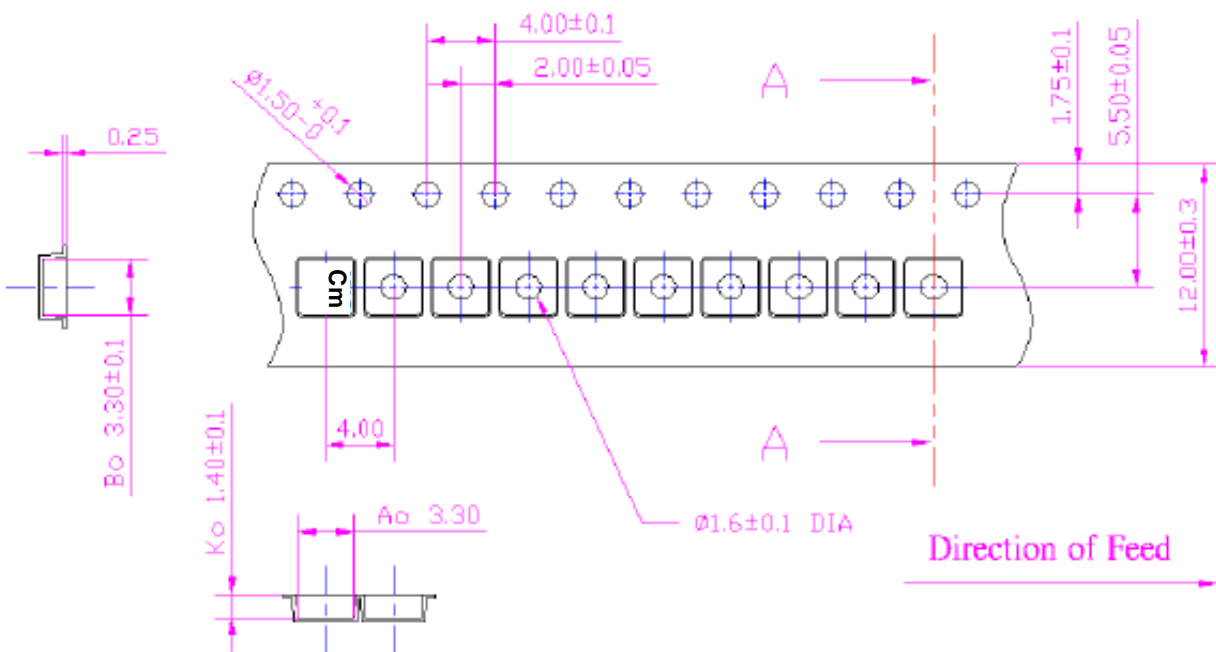 4.00±0.1
2.00±0.05
Ø1.50 +0.1 -0
A
1.75±0.1
5.50±0.05
0.25
12.00±0.3
Cm
Bo 3.30±0.1
4.00
A
Ko 1.40±0.1
Ao 3.30
Ø1.6±0.1 DIA
Direction of Feed